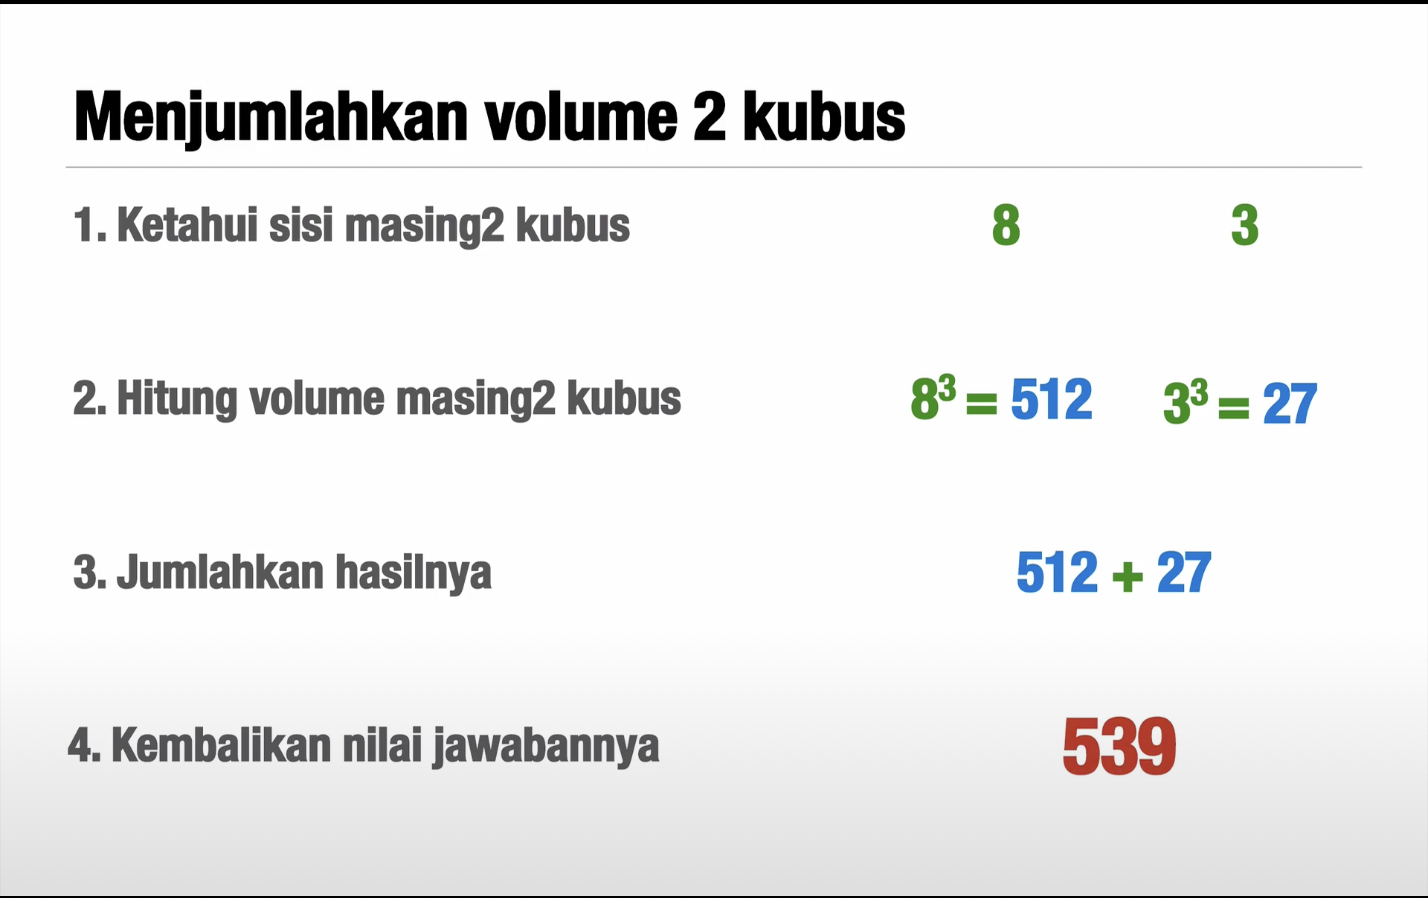 Menjumlahkan volume 2 kubus
1. Ketahui sisi masing2 kubus 8 3
2. Hitung volume masing2 kubus 8³ = 512 3³ = 27
3. Jumlahkan hasilnya 512 + 27
4. Kembalikan nilai jawabannya 539